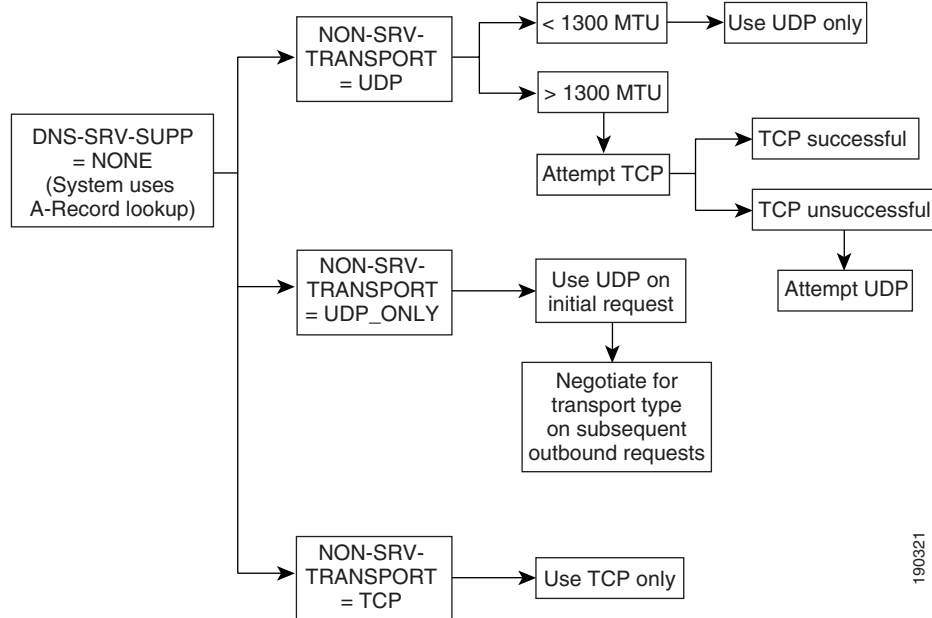 DNS-SRV-SUPP
= NONE
(System uses
A-Record lookup)
NON-SRV-
TRANSPORT
= UDP
< 1300 MTU
Use UDP only
> 1300 MTU
Attempt TCP
TCP successful
TCP unsuccessful
Attempt UDP
NON-SRV-
TRANSPORT
= UDP_ONLY
Use UDP on
initial request
Negotiate for
transport type
on subsequent
outbound requests
NON-SRV-
TRANSPORT
= TCP
Use TCP only
190321